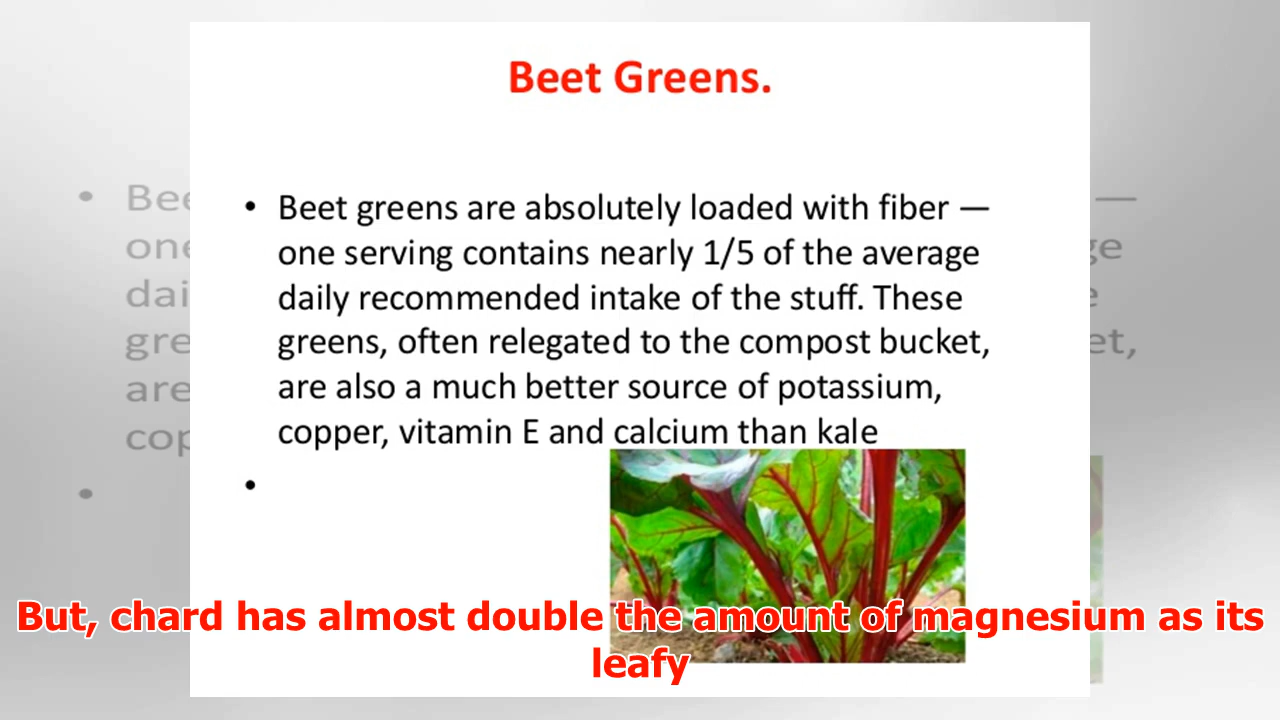 Beet Greens.
• Beet greens are absolutely loaded with fiber —
one serving contains nearly 1/5 of the average
daily recommended intake of the stuff. These
greens, often relegated to the compost bucket,
are also a much better source of potassium,
copper, vitamin E and calcium than kale
•
But, chard has almost double the amount of magnesium as its
leafy